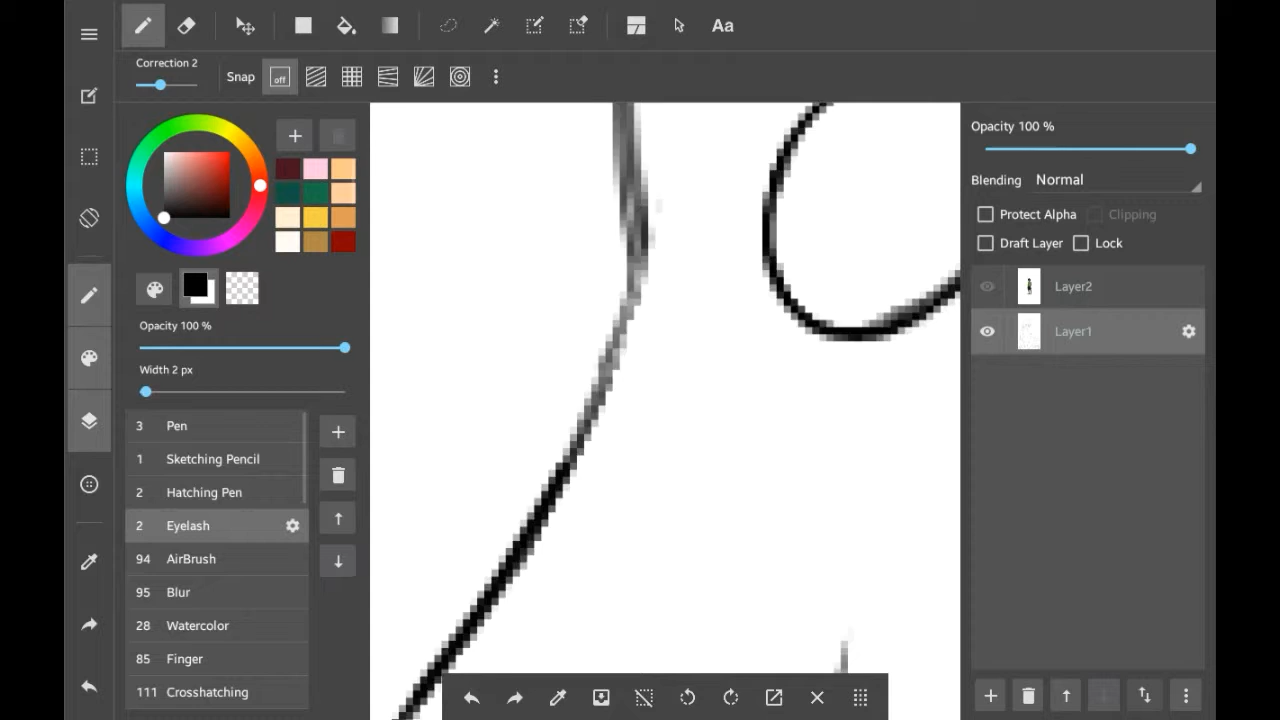 Aa
Correction 2
Snap
off
Opacity 100 %
Width 2 px
3 Pen
1 Sketching Pencil
2 Hatching Pen
2 Eyelash
94 AirBrush
95 Blur
28 Watercolor
85 Finger
111 Crosshatching
Opacity 100 %
Blending Normal
Protect Alpha Clipping
Draft Layer Lock
Layer2
Layer1